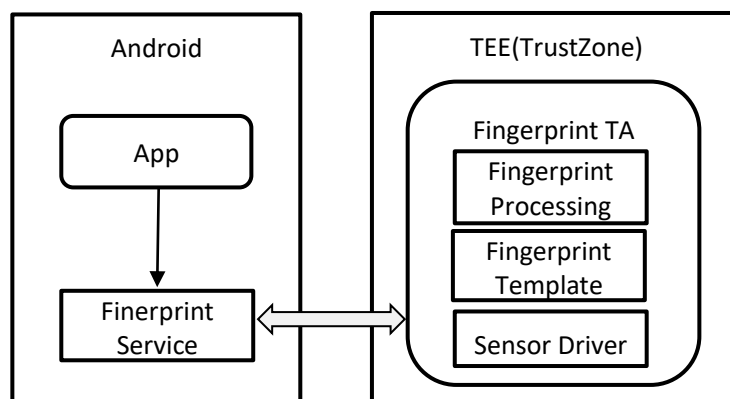 Android
App
Finerprint
Service
TEE(TrustZone)
Fingerprint TA
Fingerprint
Processing
Fingerprint
Template
Sensor Driver